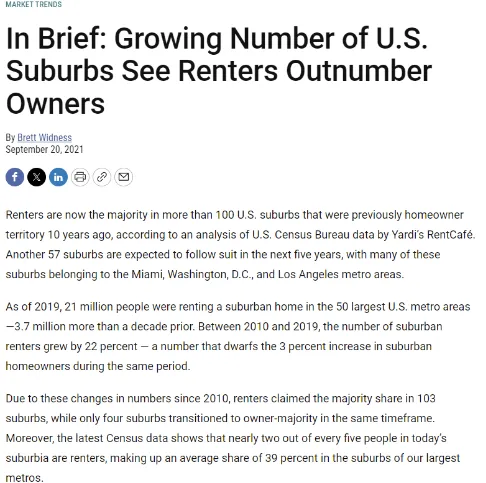 MARKET TRENDS
In Brief: Growing Number of U.S.
Suburbs See Renters Outnumber
Owners
By Brett Widness
September 20, 2021
Renters are now the majority in more than 100 U.S. suburbs that were previously homeowner
territory 10 years ago, according to an analysis of U.S. Census Bureau data by Yardi's RentCafé.
Another 57 suburbs are expected to follow suit in the next five years, with many of these
suburbs belonging to the Miami, Washington, D.C., and Los Angeles metro areas.
As of 2019, 21 million people were renting a suburban home in the 50 largest U.S. metro areas
—3.7 million more than a decade prior. Between 2010 and 2019, the number of suburban
renters grew by 22 percent — a number that dwarfs the 3 percent increase in suburban
homeowners during the same period.
Due to these changes in numbers since 2010, renters claimed the majority share in 103
suburbs, while only four suburbs transitioned to owner-majority in the same timeframe.
Moreover, the latest Census data shows that nearly two out of every five people in today's
suburbia are renters, making up an average share of 39 percent in the suburbs of our largest
metros.